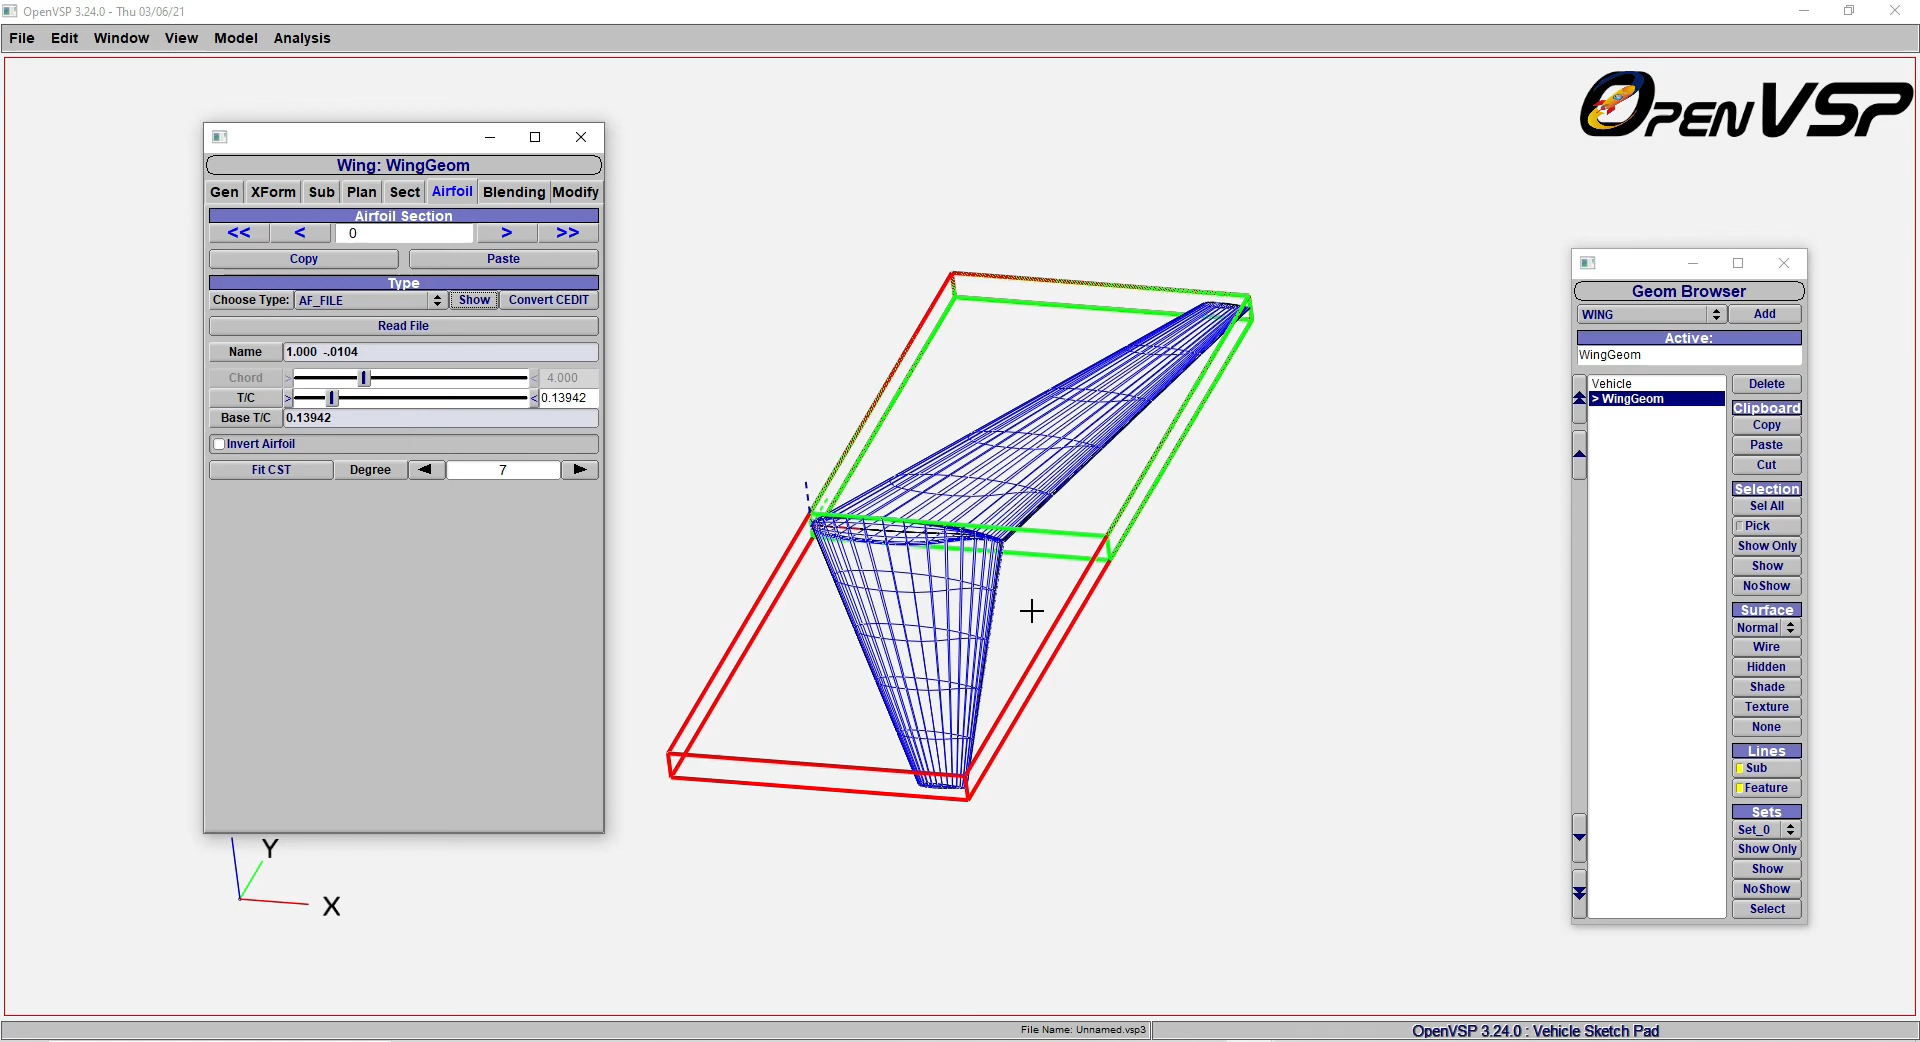 OpenVSP 3.24.0 - Thu 03/06/21
File Edit Window View Model Analysis
OPENVSP
Wing: WingGeom
Gen XForm Sub Plan Sect Airfoil Blending Modify
Airfoil Section
<< < 0 > >>
Copy Paste
Type
Choose Type: AF_FILE Show Convert CEDIT
Read File
Name 1.000 -.0104
Chord > < 4.000
T/C > < 0.13942
Base T/C 0.13942
Invert Airfoil
Fit CST Degree 7
Y
X
Geom Browser
WING Add
Active:
WingGeom
Vehicle
> WingGeom
Delete
Clipboard
Copy
Paste
Cut
Selection
Sel All
Pick
Show Only
Show
NoShow
Surface
Normal
Wire
Hidden
Shade
Texture
None
Lines
Sub
Feature
Sets
Set_0
Show Only
Show
NoShow
Select
File Name: Unnamed.vsp3
OpenVSP 3.24.0 : Vehicle Sketch Pad